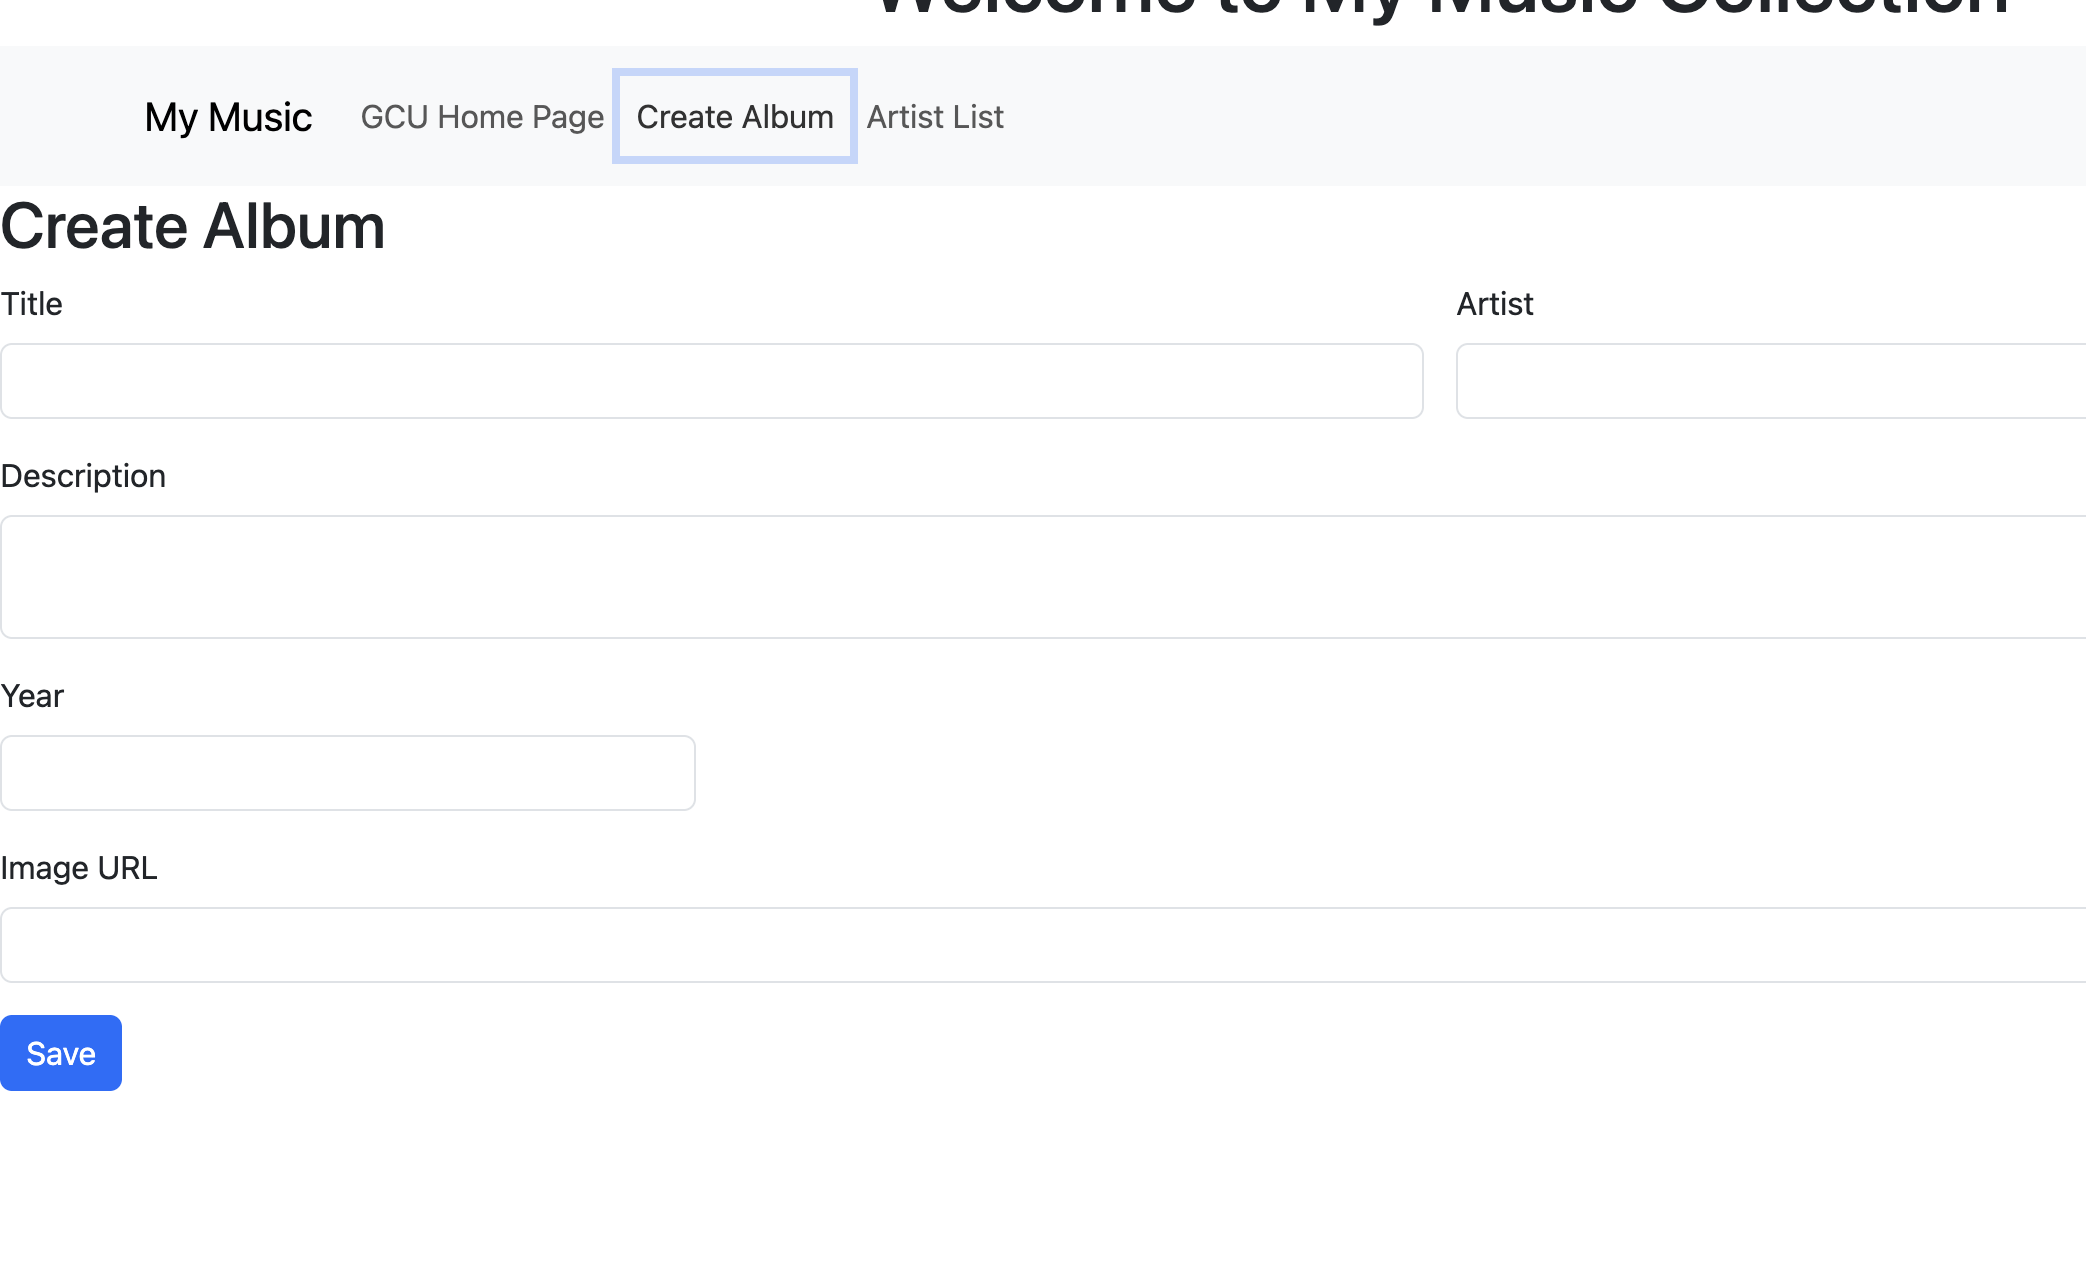 Welcome to My Music Collection
My Music GCU Home Page Create Album Artist List
Create Album
Title Artist
Description
Year
Image URL
Save